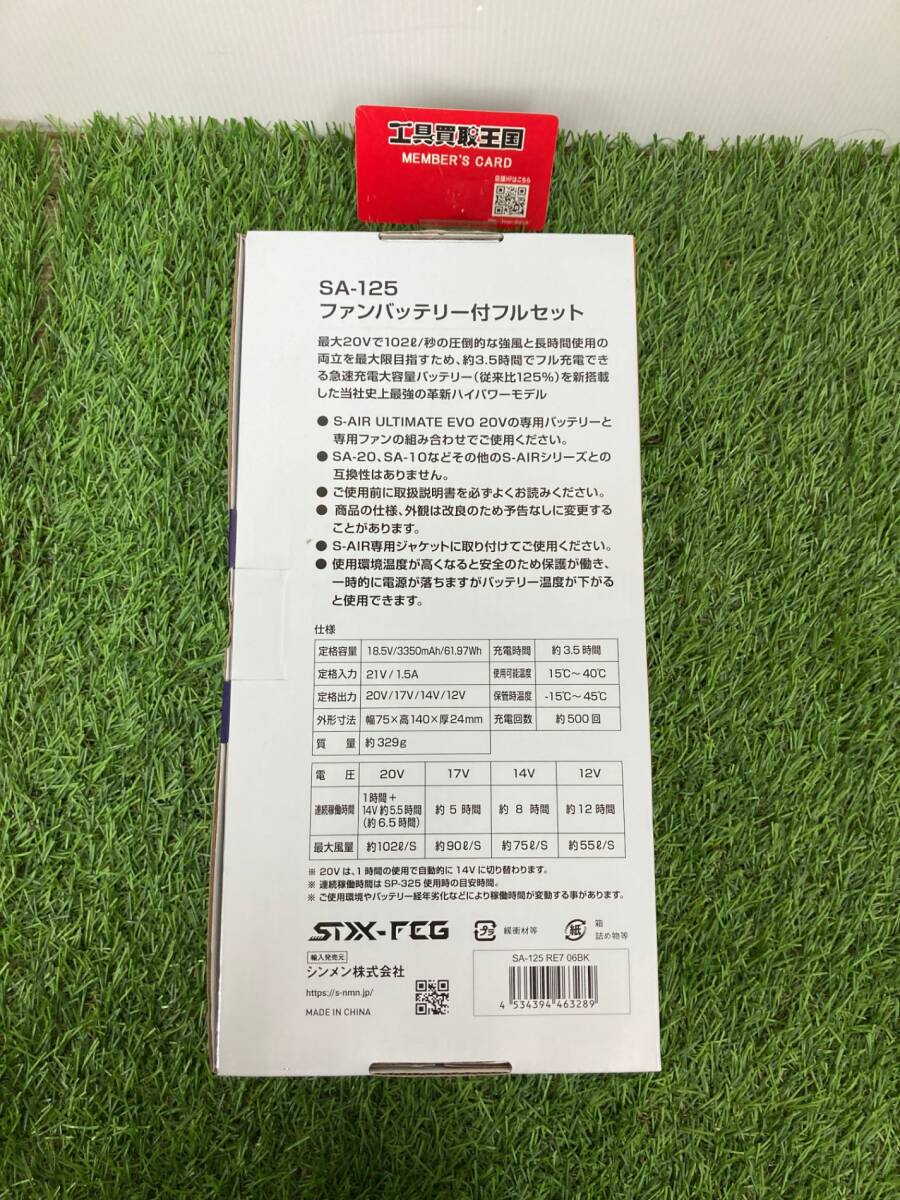 工具買取王国
MEMBER'S CARD
店舗HPはこちら
SA-125
ファンバッテリー付フルセット
最大20Vで102ℓ/秒の圧倒的な強風と長時間使用の
両立を最大限目指すため、約3.5時間でフル充電でき
る急速充電大容量バッテリー(従来比125%)を新搭載
した当社史上最強の革新ハイパワーモデル
● S-AIR ULTIMATE EVO 20Vの専用バッテリーと
専用ファンの組み合わせでご使用ください。
● SA-20、SA-10などその他のS-AIRシリーズとの
互換性はありません。
● ご使用前に取扱説明書を必ずよくお読みください。
● 商品の仕様、外観は改良のため予告なしに変更する
ことがあります。
● S-AIR専用ジャケットに取り付けてご使用ください。
● 使用環境温度が高くなると安全のため保護が働き、
一時的に電源が落ちますがバッテリー温度が下がる
と使用できます。
仕様
定格容量 18.5V/3350mAh/61.97Wh 充電時間 約3.5時間
定格入力 21V/1.5A 使用可能温度 15℃～40℃
定格出力 20V/17V/14V/12V 保管時温度 -15℃～45℃
外形寸法 幅75×高140×厚24mm 充電回数 約500回
質量 約329g
電圧 20V 17V 14V 12V
連続稼働時間 1時間+ 14V 約5.5時間 (約6.5時間) 約5時間 約8時間 約12時間
最大風量 約102ℓ/S 約90ℓ/S 約75ℓ/S 約55ℓ/S
※ 20Vは、1時間の使用で自動的に14Vに切り替わります。
※ 連続稼働時間はSP-325使用時の目安時間。
※ ご使用環境やバッテリー経年劣化などにより稼働時間が変動する事があります。
STXX-FEG
プラ 緩衝材等
紙 箱 詰め物等
輸入発売元
シンメン株式会社
https://s-nmn.jp/
MADE IN CHINA
SA-125 RE7 06BK
4 534394 463289